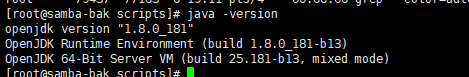 [root@samba-bak scripts]# java -version
openjdk version "1.8.0_181"
OpenJDK Runtime Environment (build 1.8.0_181-b13)
OpenJDK 64-Bit Server VM (build 25.181-b13, mixed mode)
[root@samba-bak scripts]#